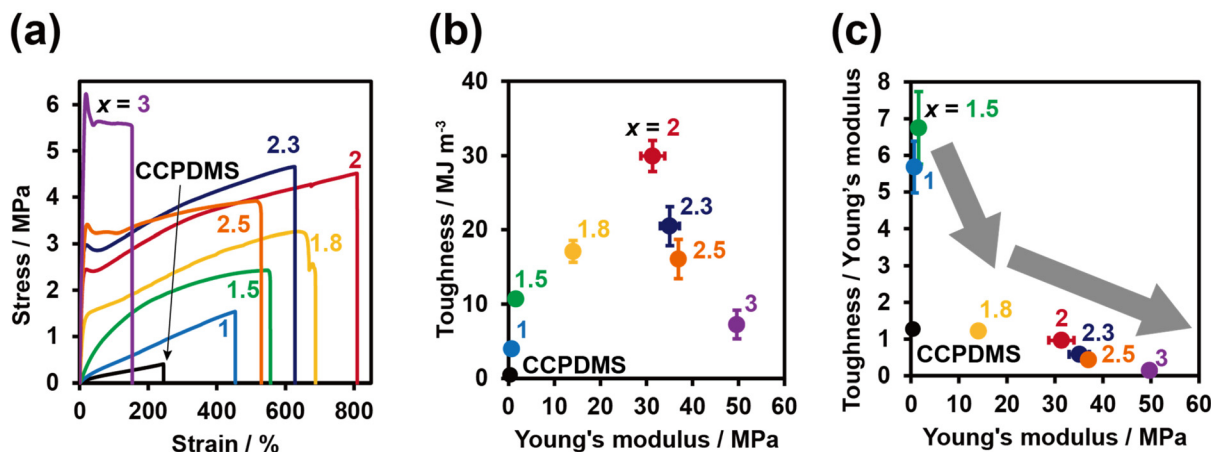 (a)
Stress / MPa
6
5
4
3
2
1
0
0 200 400 600 800
Strain / %
x = 3
CCPDMS
2.3
2
2.5
1.8
1.5
1
(b)
Toughness / MJ m⁻³
40
30
20
10
0
0 10 20 30 40 50 60
Young's modulus / MPa
x = 2
2.3
1.8
2.5
1.5
3
1
CCPDMS
(c)
Toughness / Young's modulus
8
7
6
5
4
3
2
1
0
0 10 20 30 40 50 60
Young's modulus / MPa
x = 1.5
1
1.8
2
2.3
CCPDMS
2.5
3